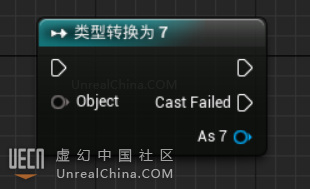 类型转换为 7
UnrealChina.COM
Object
Cast Failed
As 7
UECN
虚幻中国社区
UnrealChina.COM